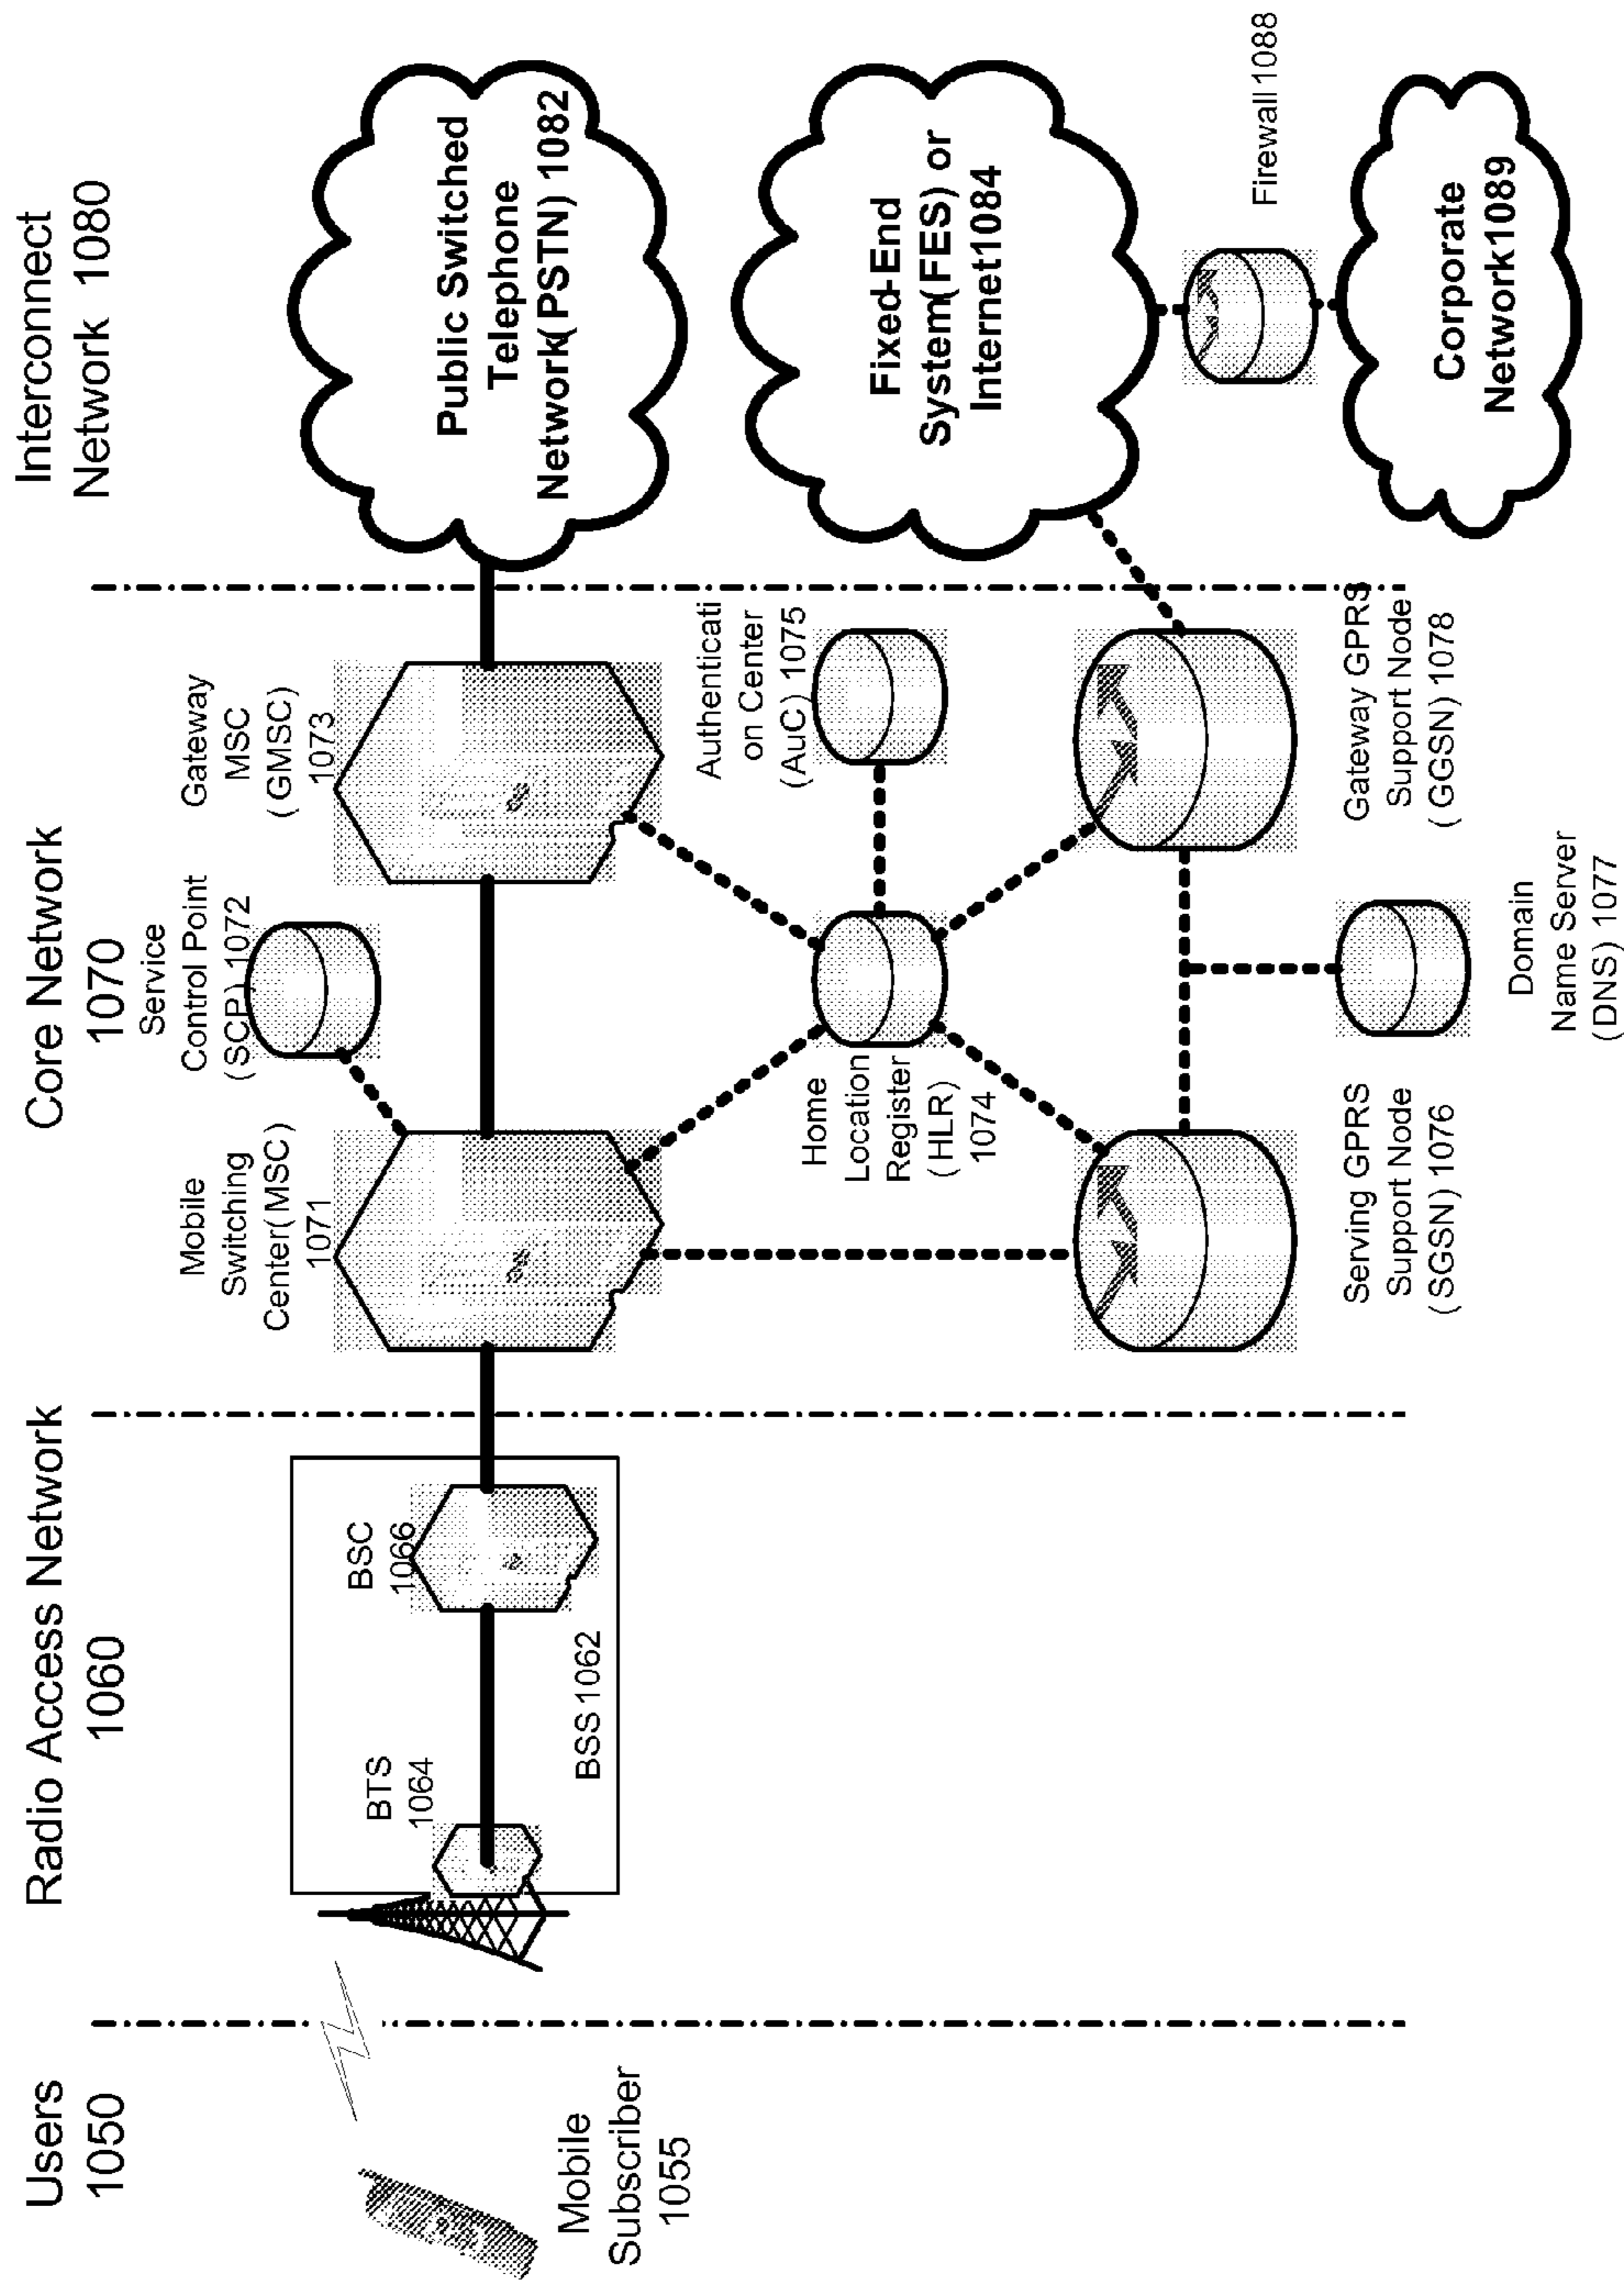 Users
1050
Radio Access Network
1060
Core Network
1070
Interconnect
Network 1080
Mobile
Subscriber
1055
BTS
1064
BSC
1066
BSS 1062
Mobile
Switching
Center(MSC)
1071
Service
Control Point
(SCP) 1072
Gateway
MSC
(GMSC)
1073
Home
Location
Register
(HLR)
1074
Authenticati
on Center
(AuC) 1075
Serving GPRS
Support Node
(SGSN) 1076
Domain
Name Server
(DNS) 1077
Gateway GPRS
Support Node
(GGSN) 1078
Public Switched
Telephone
Network(PSTN) 1082
Fixed-End
System(FES) or
Internet1084
Firewall 1088
Corporate
Network1089